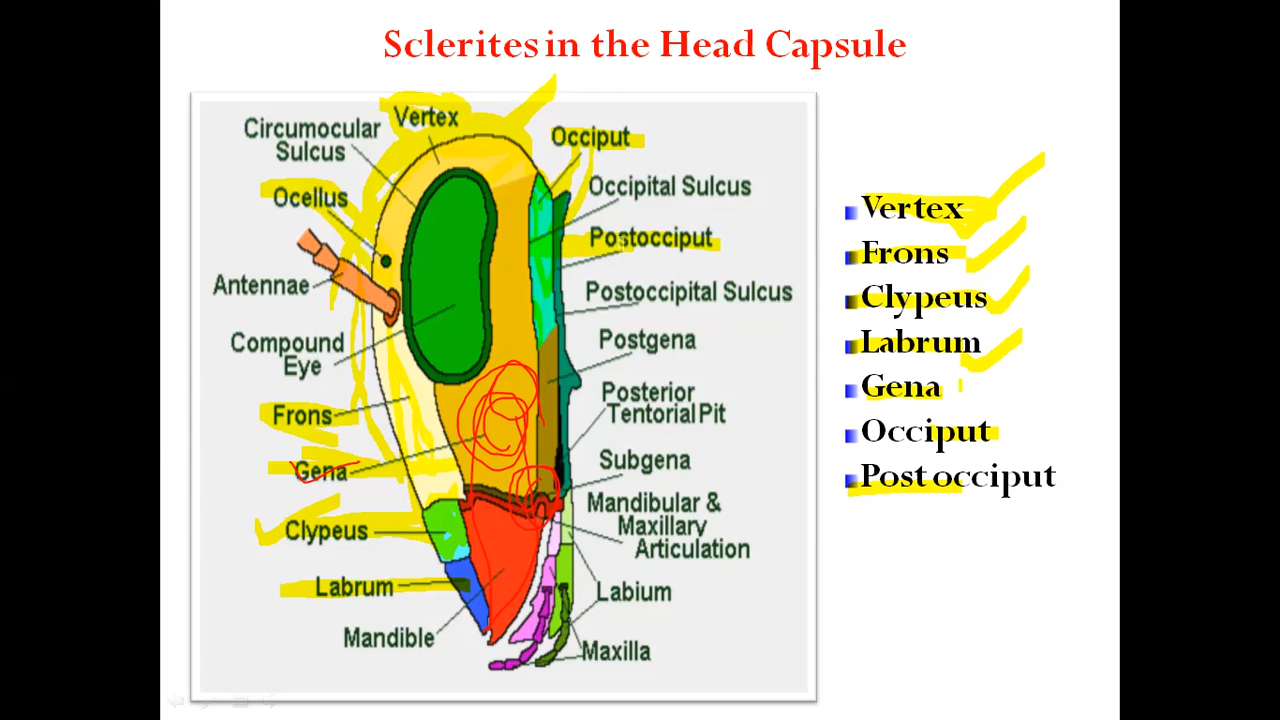 Sclerites in the Head Capsule
Vertex
Circumocular
Sulcus
Occiput
Ocellus
Occipital Sulcus
Postocciput
Antennae
Postoccipital Sulcus
Compound
Eye
Postgena
Posterior
Tentorial Pit
Frons
Gena
Subgena
Clypeus
Mandibular &
Maxillary
Articulation
Labrum
Labium
Mandible
Maxilla
Vertex
Frons
Clypeus
Labrum
Gena
Occiput
Post occiput